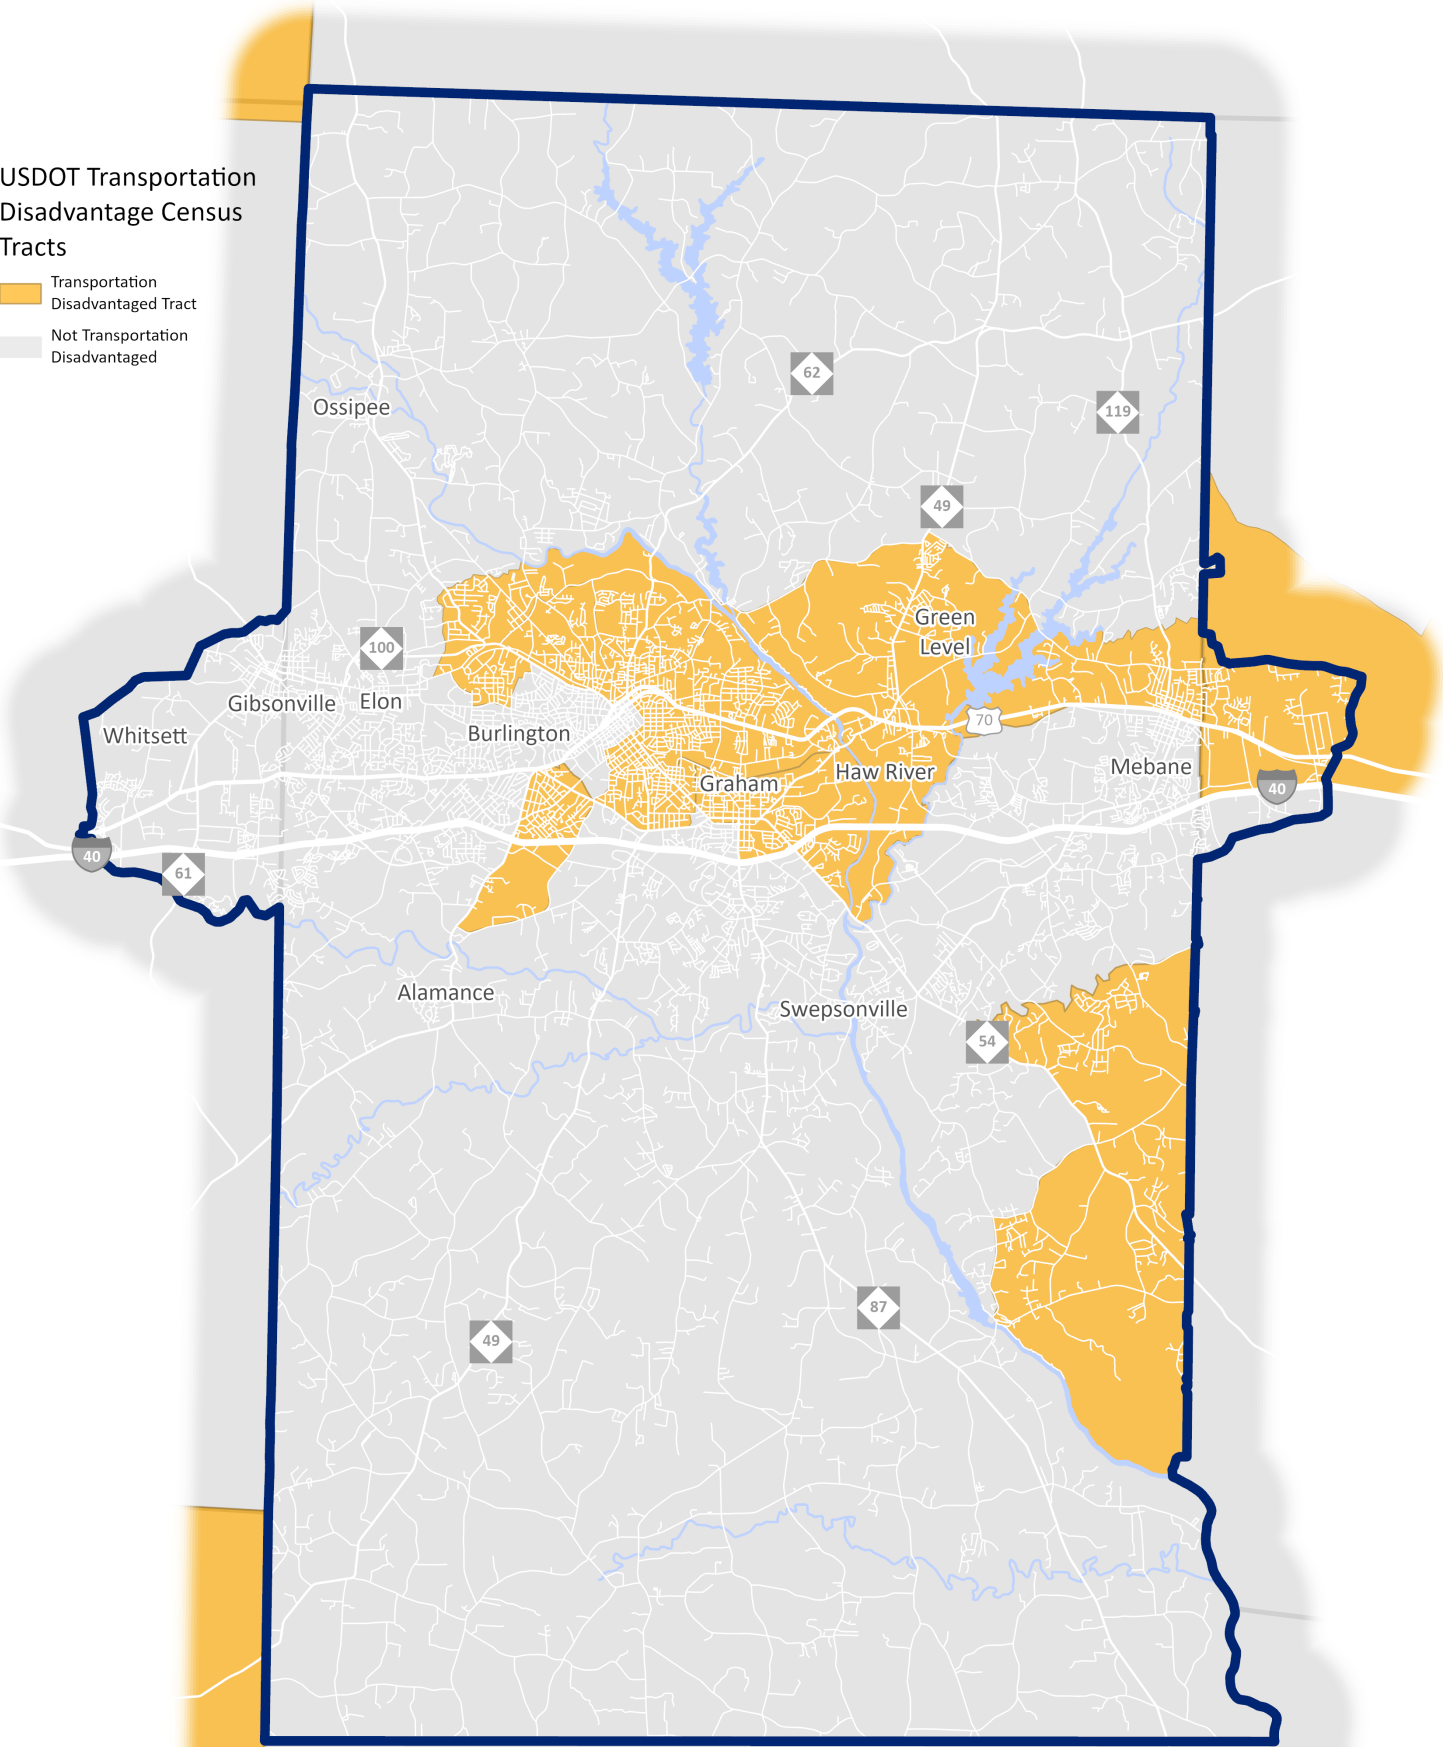 USDOT Transportation
Disadvantage Census
Tracts
Transportation
Disadvantaged Tract
Not Transportation
Disadvantaged
62
Ossipee
119
49
Green
Level
100
Gibsonville
Elon
70
Whitsett
Burlington
Mebane
Haw River
Graham
40
40
61
Alamance
Swepsonville
54
87
49